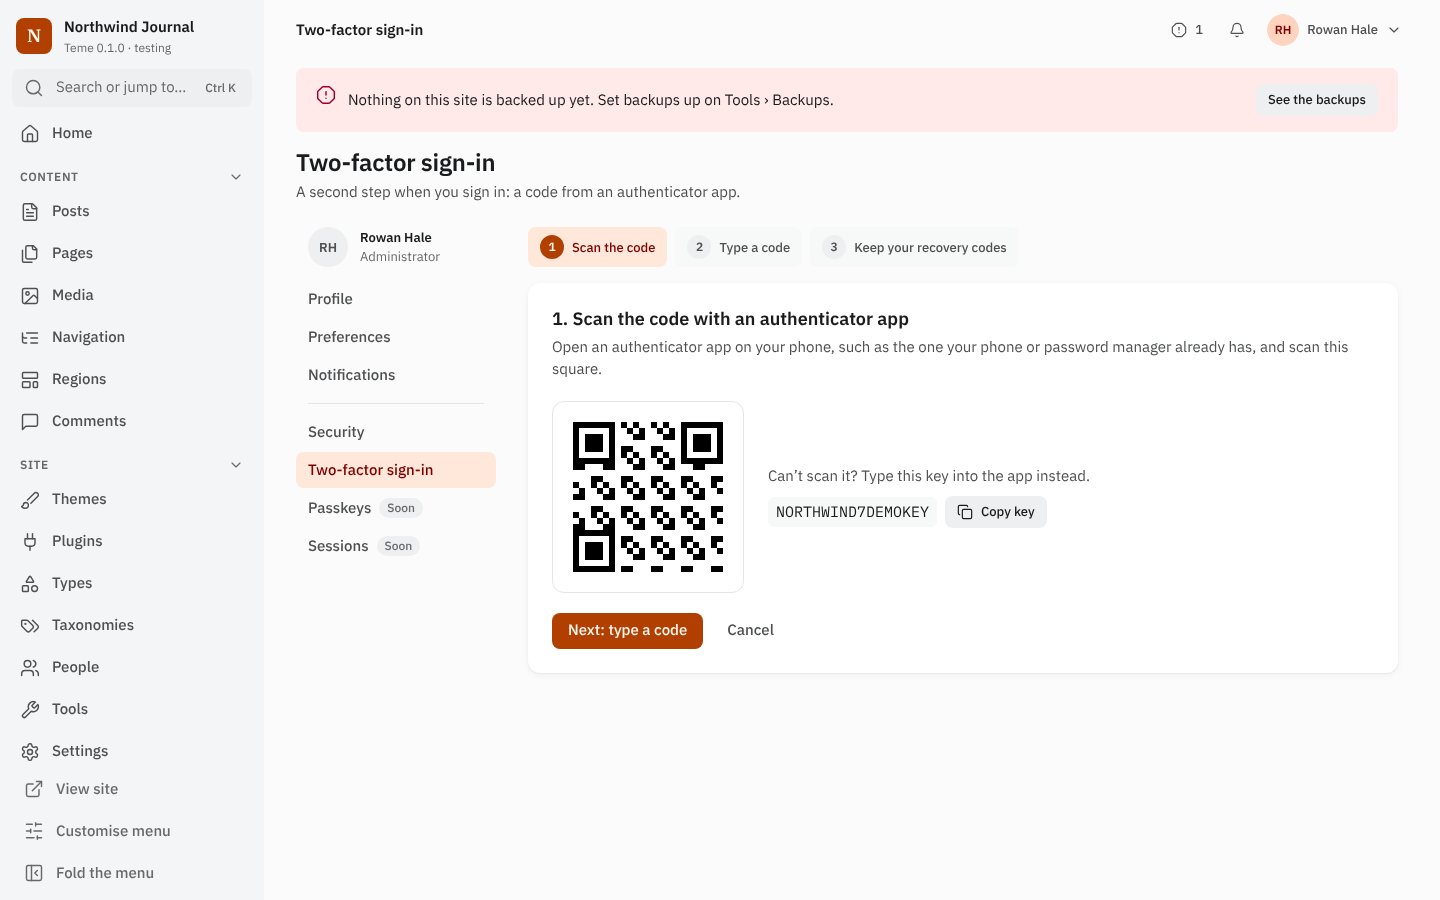 N
Northwind Journal
Teme 0.1.0 · testing
Search or jump to...
Ctrl K
Home
CONTENT
Posts
Pages
Media
Navigation
Regions
Comments
SITE
Themes
Plugins
Types
Taxonomies
People
Tools
Settings
View site
Customise menu
Fold the menu
Two-factor sign-in
1
RH
Rowan Hale
Nothing on this site is backed up yet. Set backups up on Tools › Backups.
See the backups
Two-factor sign-in
A second step when you sign in: a code from an authenticator app.
RH
Rowan Hale
Administrator
Profile
Preferences
Notifications
Security
Two-factor sign-in
Passkeys Soon
Sessions Soon
1 Scan the code
2 Type a code
3 Keep your recovery codes
1. Scan the code with an authenticator app
Open an authenticator app on your phone, such as the one your phone or password manager already has, and scan this
square.
Can’t scan it? Type this key into the app instead.
NORTHWIND7DEMOKEY
Copy key
Next: type a code
Cancel